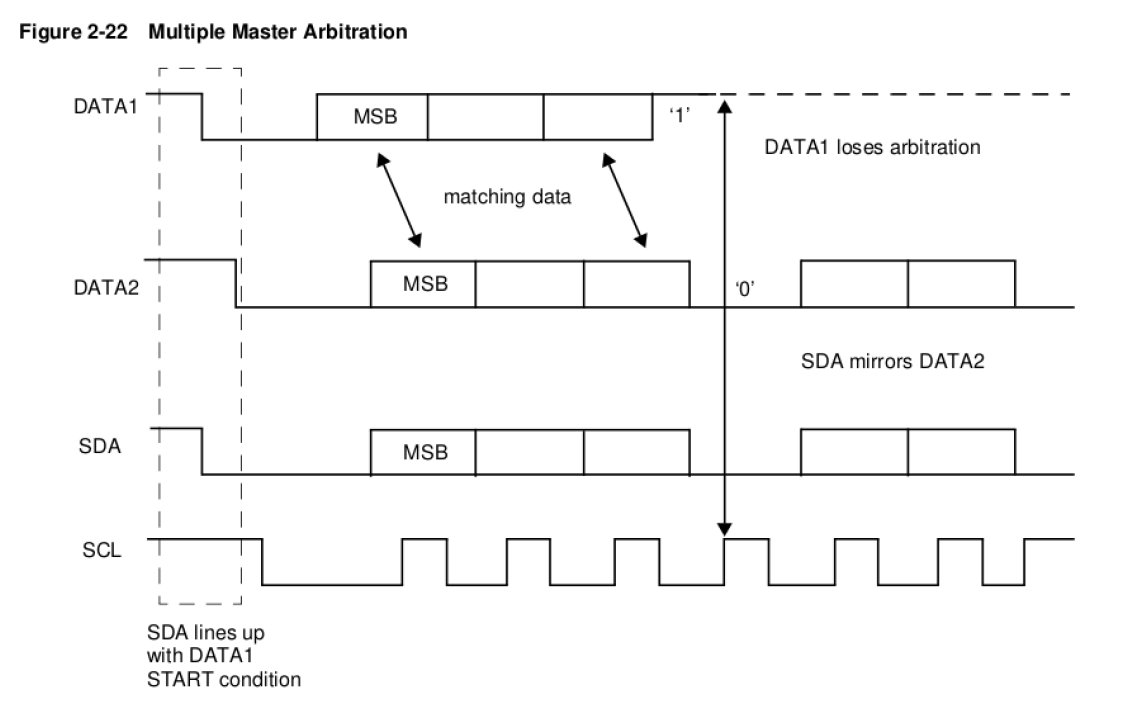 Figure 2-22 Multiple Master Arbitration
DATA1
MSB
‘1’
DATA1 loses arbitration
matching data
DATA2
MSB
‘0’
SDA mirrors DATA2
SDA
MSB
SCL
SDA lines up
with DATA1
START condition